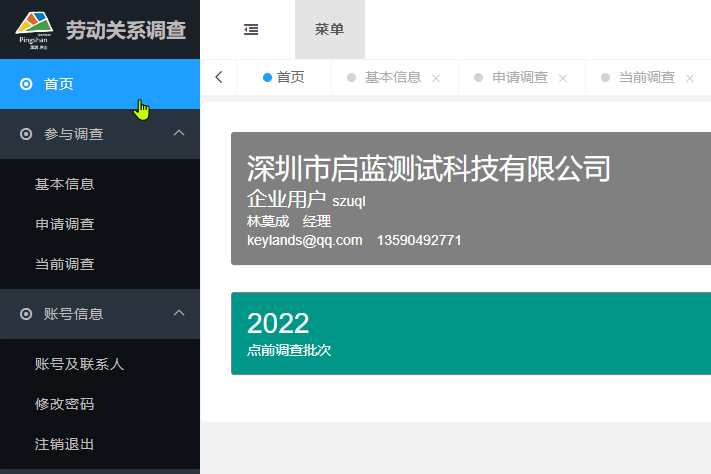 Pingshan
劳动关系调查
菜单
首页
基本信息
申请调查
当前调查
首页
参与调查
基本信息
申请调查
当前调查
账号信息
账号及联系人
修改密码
注销退出
深圳市启蓝测试科技有限公司
企业用户 szuql
林莫成 经理
keylands@qq.com 13590492771
2022
点前调查批次